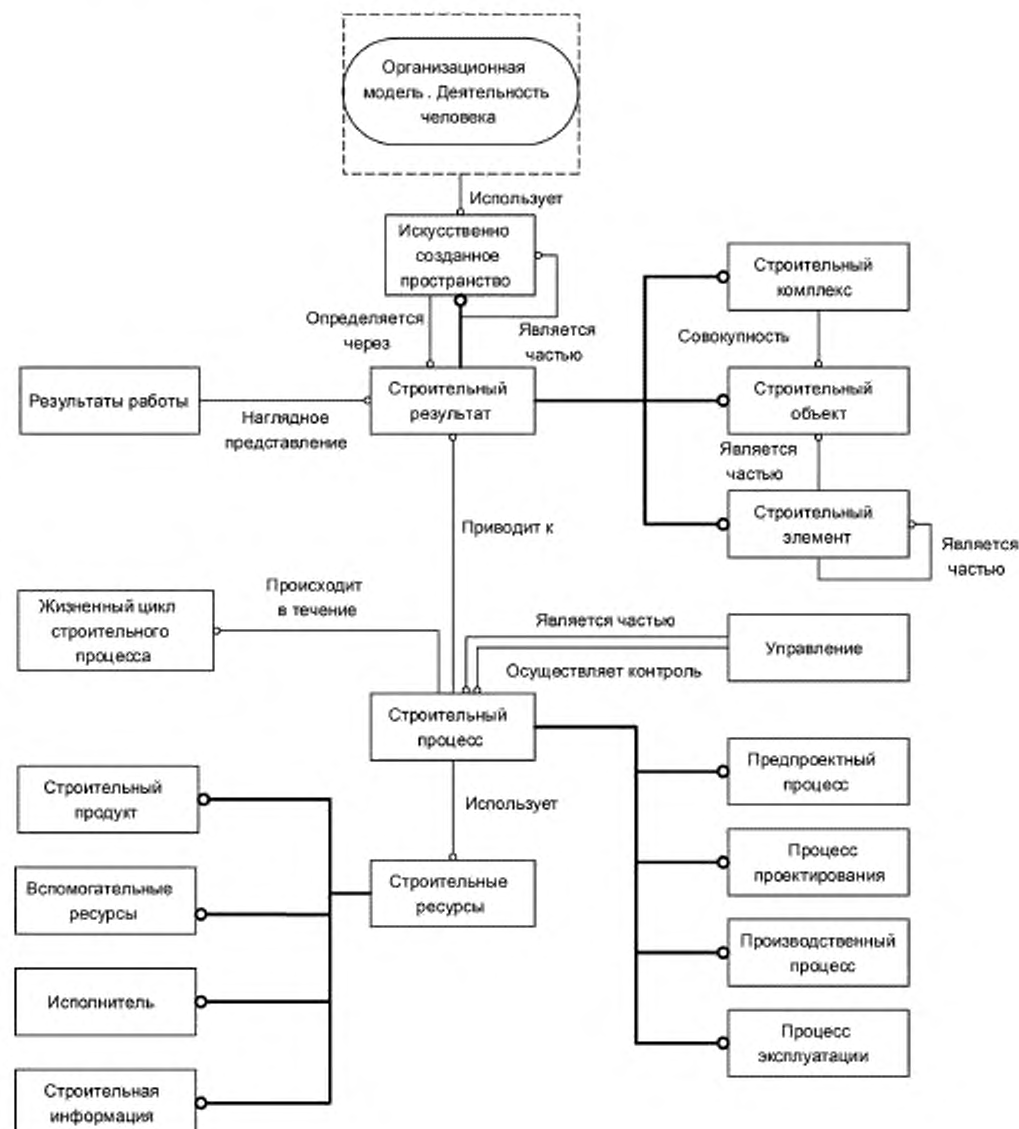 Организационная
модель . Деятельность
человека
Использует
Искусственно
созданное
пространство
Определяется
через
Является
частью
Строительный
комплекс
Совокупность
Результаты работы
Наглядное
представление
Строительный
результат
Строительный
объект
Является
частью
Строительный
элемент
Является
частью
Приводит к
Происходит
в течение
Жизненный цикл
строительного
процесса
Является частью
Осуществляет контроль
Управление
Строительный
процесс
Использует
Предпроектный
процесс
Строительный
продукт
Процесс
проектирования
Вспомогательные
ресурсы
Строительные
ресурсы
Производственный
процесс
Исполнитель
Процесс
эксплуатации
Строительная
информация